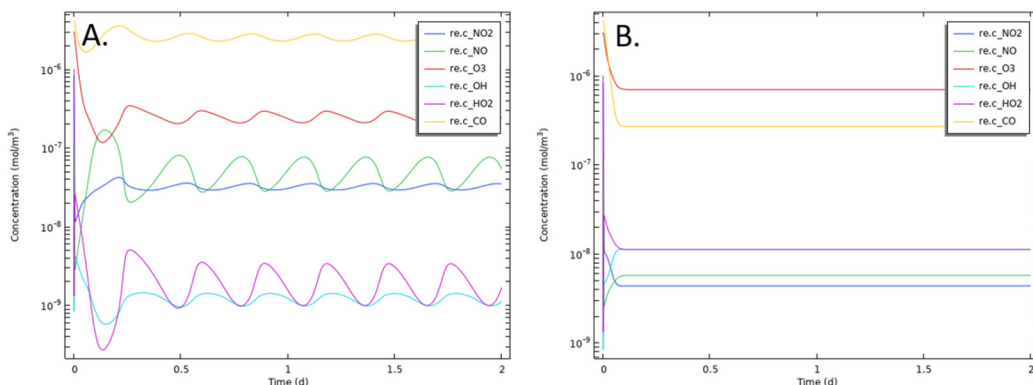 A.
re.c_NO2
re.c_NO
re.c_O3
re.c_OH
re.c_HO2
re.c_CO
Concentration (mol/m³)
10⁻⁶
10⁻⁷
10⁻⁸
10⁻⁹
0
0.5
1
1.5
2
Time (d)
B.
re.c_NO2
re.c_NO
re.c_O3
re.c_OH
re.c_HO2
re.c_CO
Concentration (mol/m³)
10⁻⁶
10⁻⁷
10⁻⁸
10⁻⁹
0
0.5
1
1.5
2
Time (d)